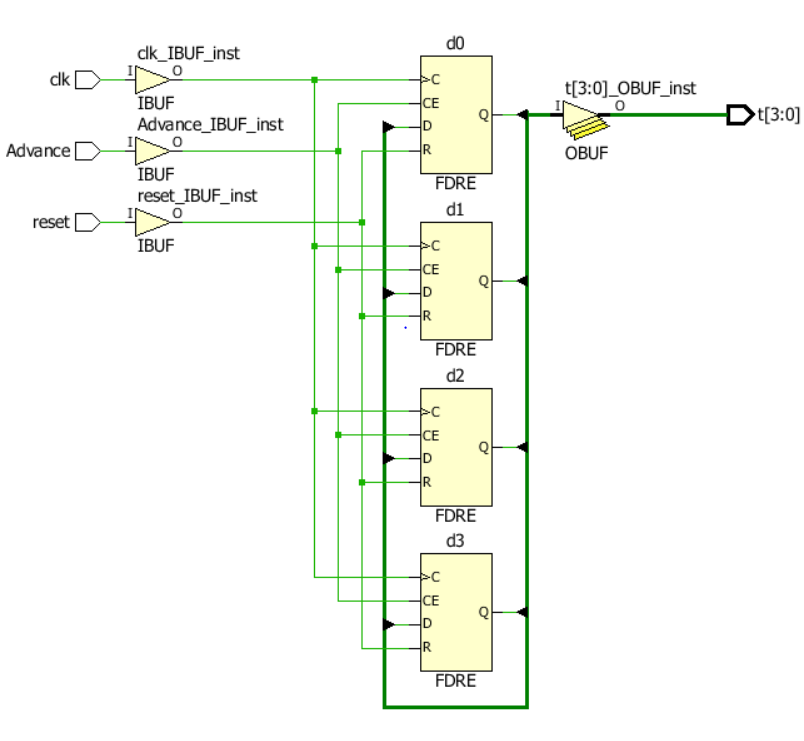 clk_IBUF_inst
clk
I
O
IBUF
Advance_IBUF_inst
Advance
I
O
IBUF
reset_IBUF_inst
reset
I
O
IBUF
d0
C
CE
D
R
Q
FDRE
d1
C
CE
D
R
Q
FDRE
d2
C
CE
D
R
Q
FDRE
d3
C
CE
D
R
Q
FDRE
t[3:0]_OBUF_inst
I
O
OBUF
t[3:0]